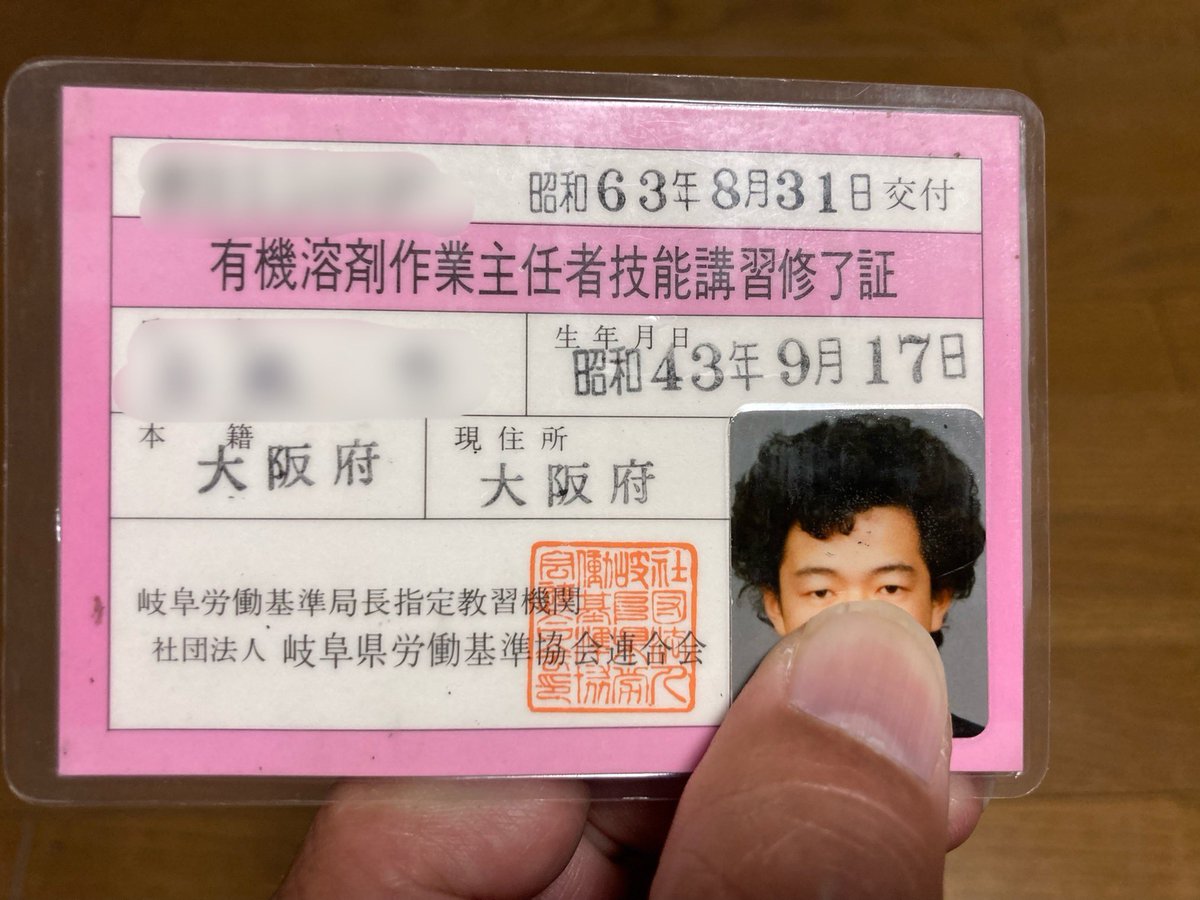 昭和63年8月31日交付
有機溶剤作業主任者技能講習修了証
生年月日
昭和43年9月17日
本籍
大阪府
現住所
大阪府
岐阜労働基準局長指定教習機関
社団法人 岐阜県労働基準協会連合会